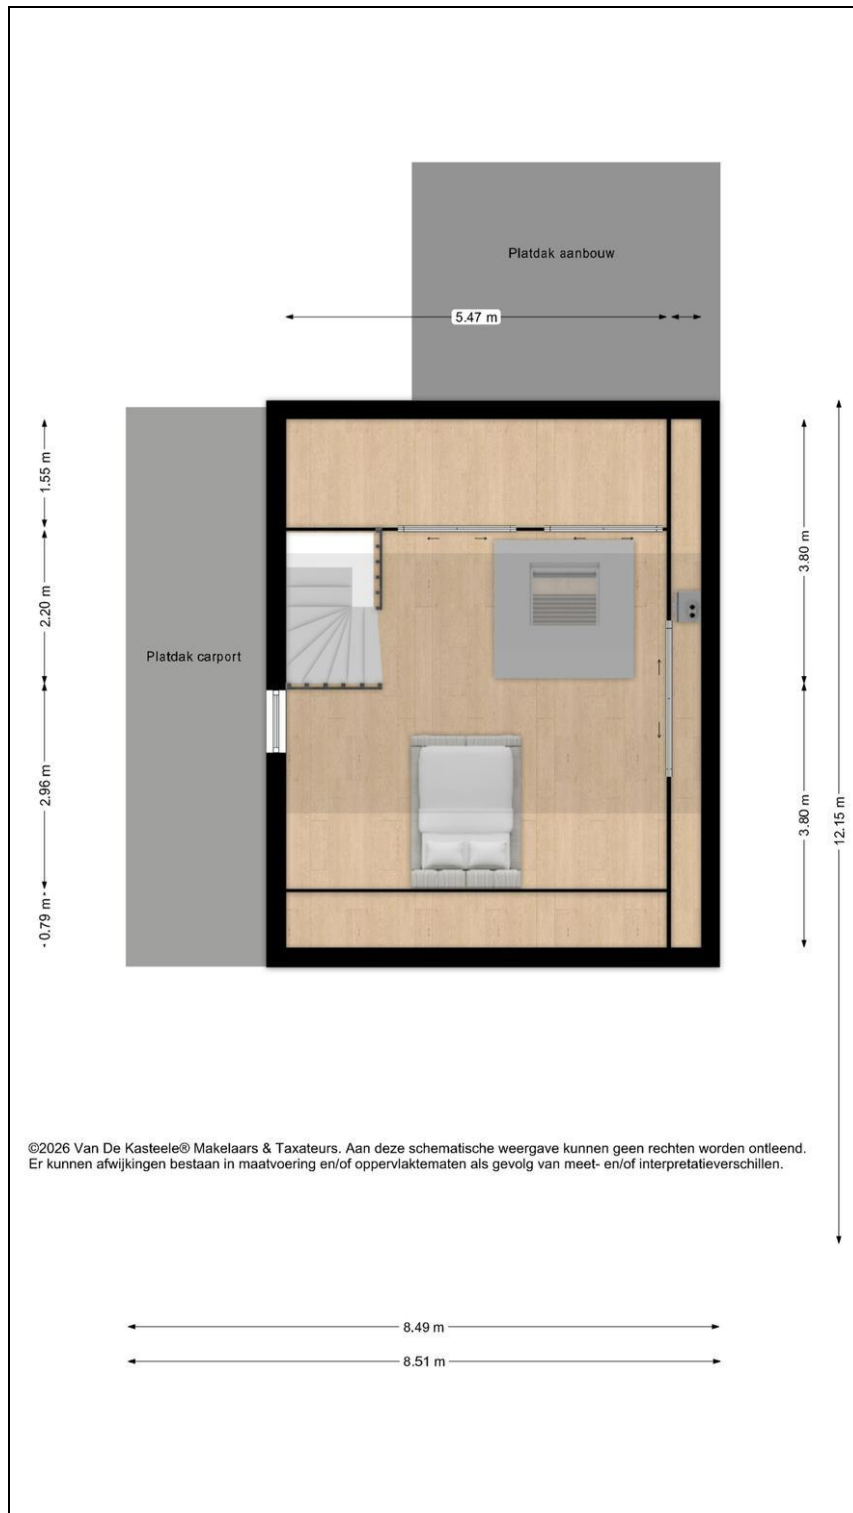 Platdak aanbouw
5.47 m
1.55 m
3.80 m
2.20 m
Platdak carport
2.96 m
3.80 m
12.15 m
0.79 m
©2026 Van De Kasteele® Makelaars & Taxateurs. Aan deze schematische weergave kunnen geen rechten worden ontleend.
Er kunnen afwijkingen bestaan in maatvoering en/of oppervlaktematen als gevolg van meet- en/of interpretatieverschillen.
8.49 m
8.51 m